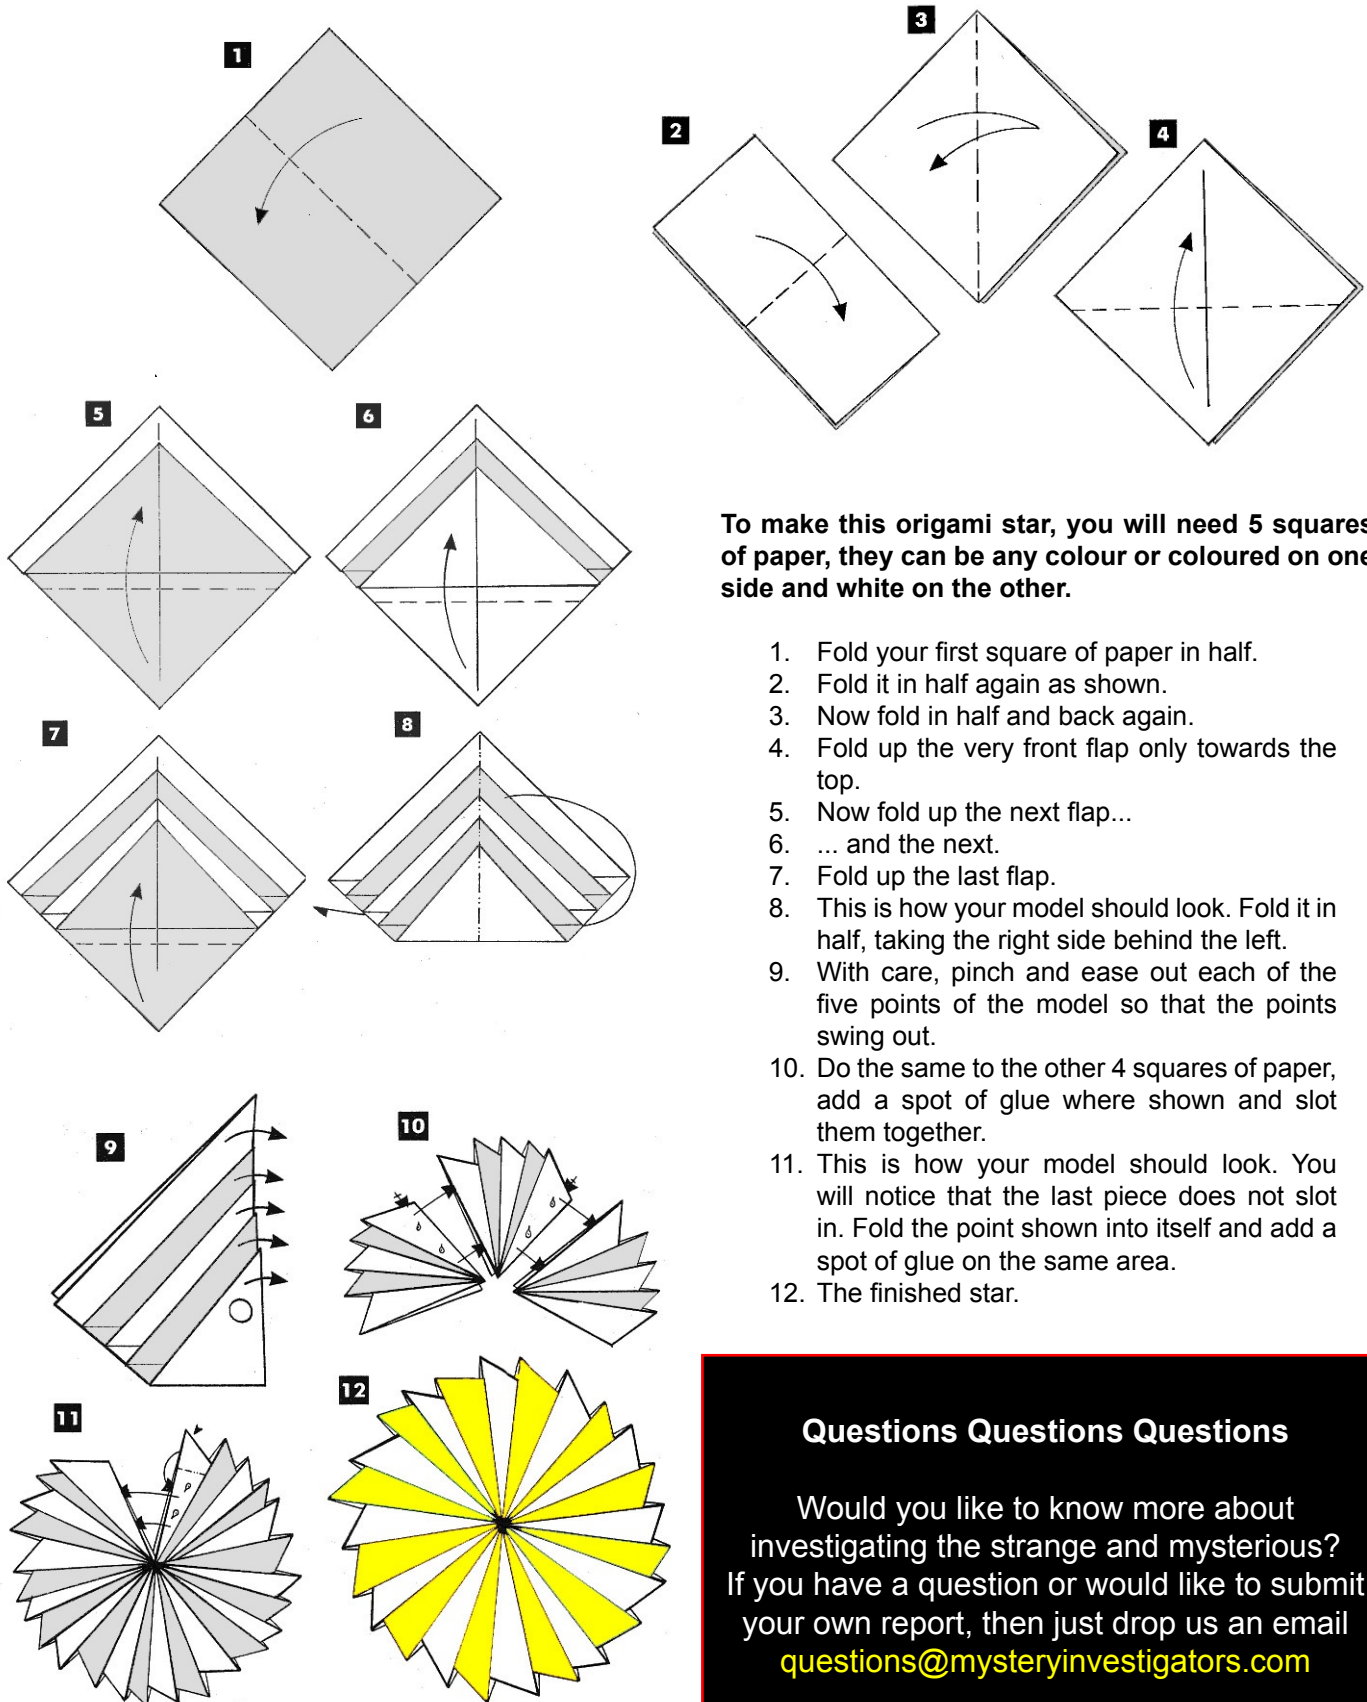 1
3
2
4
5
6
To make this origami star, you will need 5 squares
of paper, they can be any colour or coloured on one
side and white on the other.
1. Fold your first square of paper in half.
2. Fold it in half again as shown.
3. Now fold in half and back again.
4. Fold up the very front flap only towards the
top.
5. Now fold up the next flap...
6. ... and the next.
7. Fold up the last flap.
8. This is how your model should look. Fold it in
half, taking the right side behind the left.
9. With care, pinch and ease out each of the
five points of the model so that the points
swing out.
10. Do the same to the other 4 squares of paper,
add a spot of glue where shown and slot
them together.
11. This is how your model should look. You
will notice that the last piece does not slot
in. Fold the point shown into itself and add a
spot of glue on the same area.
12. The finished star.
7
8
9
10
11
12
Questions Questions Questions
Would you like to know more about
investigating the strange and mysterious?
If you have a question or would like to submit
your own report, then just drop us an email
questions@mysteryinvestigators.com